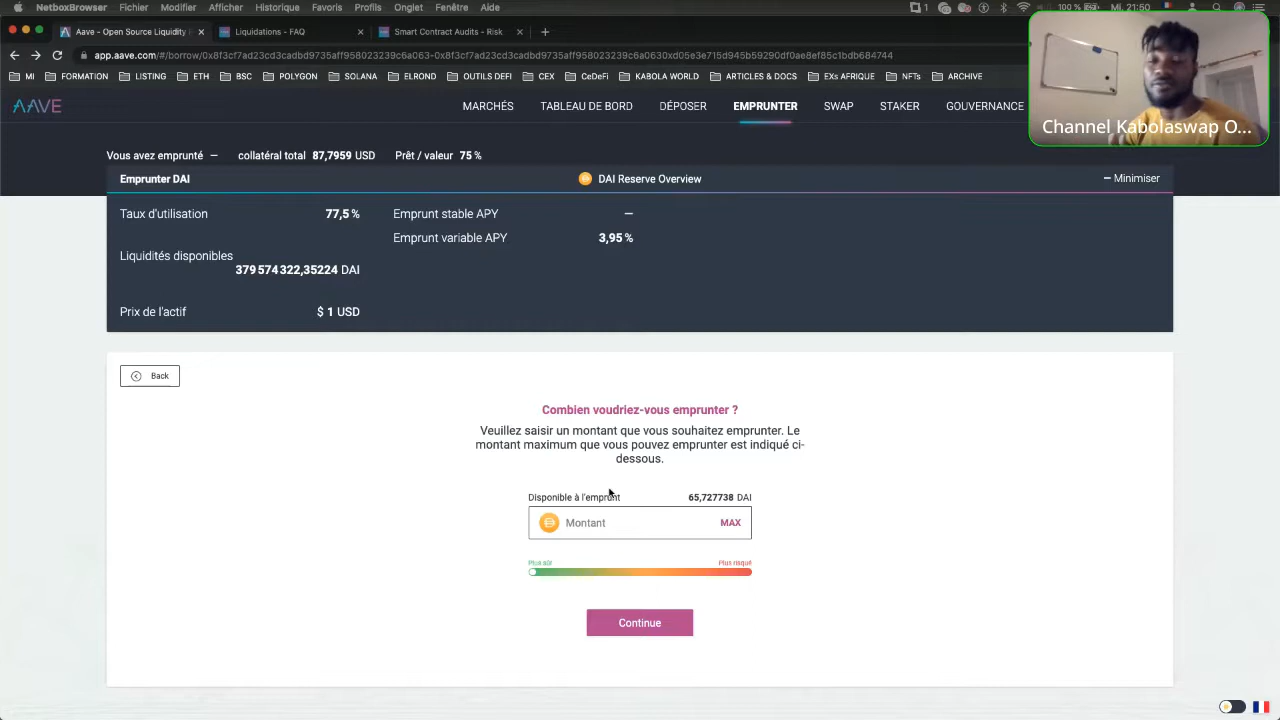 NetboxBrowser Fichier Modifier Afficher Historique Favoris Profils Onglet Fenêtre Aide 1 Mi. 21:50
Aave - Open Source Liquidity × Liquidations - FAQ × Smart Contract Audits - Risk × +
app.aave.com/#/borrow/0x8f3cf7ad23cd3cadbd9735aff958023239c6a063-0x8f3cf7ad23cd3cadbd9735aff958023239c6a0630xd05e3e715d945b59290df0ae8ef85c1bdb684744
MI FORMATION LISTING ETH BSC POLYGON SOLANA ELROND OUTILS DEFI CEX CeDeFi KABOLA WORLD ARTICLES & DOCS EXs AFRIQUE NFTs ARCHIVE
AAVE MARCHÉS TABLEAU DE BORD DÉPOSER EMPRUNTER SWAP STAKER GOUVERNANCE
Channel Kabolaswap O...
Vous avez emprunté — collatéral total 87,7959 USD Prêt / valeur 75 %
Emprunter DAI DAI Reserve Overview — Minimiser
Taux d'utilisation 77,5 % Emprunt stable APY —
Emprunt variable APY 3,95 %
Liquidités disponibles
379 574 322,35224 DAI
Prix de l'actif $ 1 USD
Back
Combien voudriez-vous emprunter ?
Veuillez saisir un montant que vous souhaitez emprunter. Le
montant maximum que vous pouvez emprunter est indiqué ci-
dessous.
Disponible à l'emprunt 65,727738 DAI
Montant MAX
Plus sûr Plus risqué
Continue